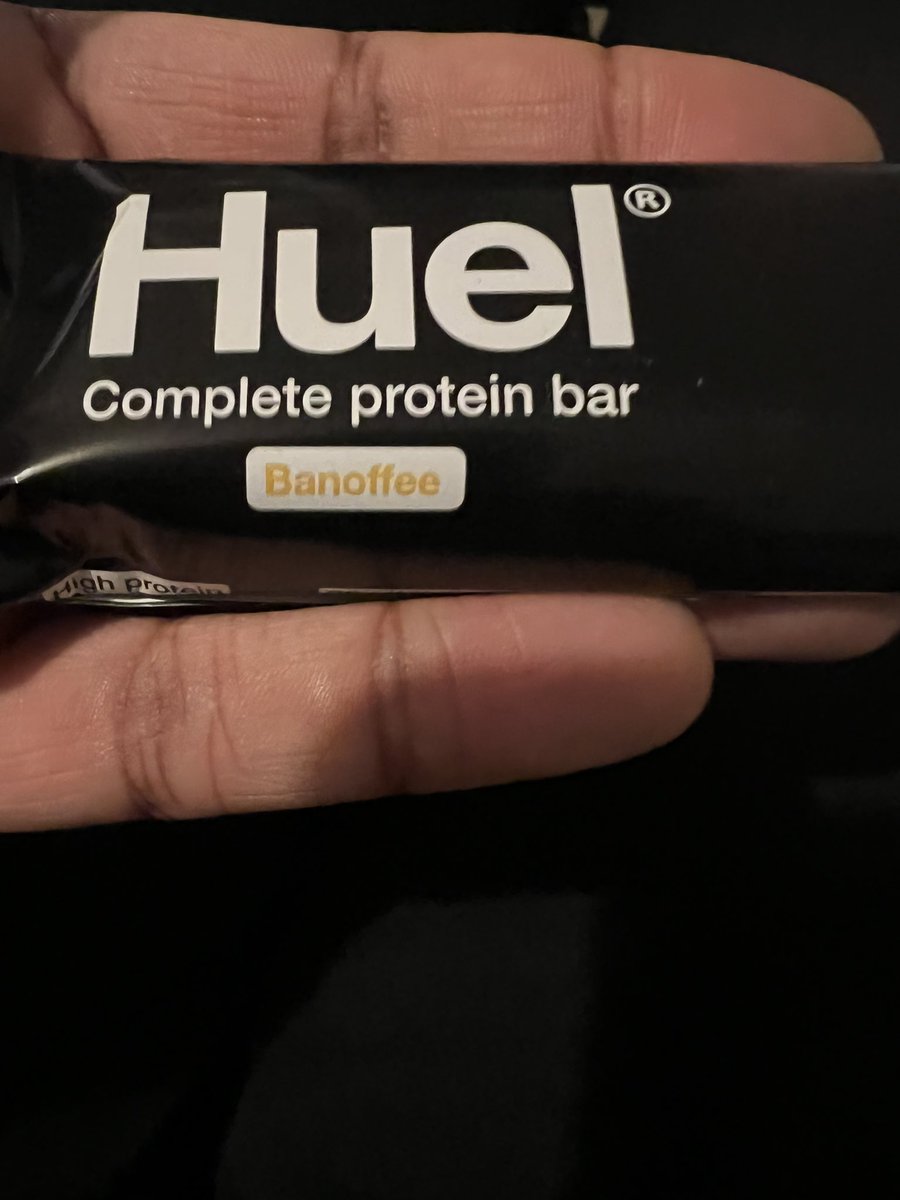 Huel®
Complete protein bar
Banoffee
High protein